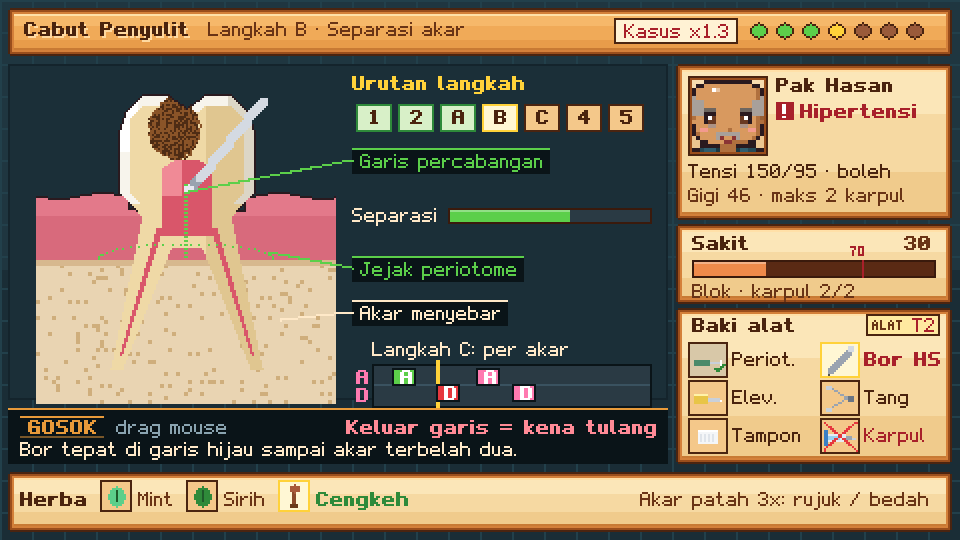 Cabut Penyulit Langkah B · Separasi akar Kasus x1.3
Urutan langkah
1 2 A B C 4 5
Garis percabangan
Separasi
Jejak periotome
Akar menyebar
Langkah C: per akar
A A A
D D D
GOSOK drag mouse Keluar garis = kena tulang
Bor tepat di garis hijau sampai akar terbelah dua.
Pak Hasan
! Hipertensi
Tensi 150/95 · boleh
Gigi 46 · maks 2 karpul
Sakit 70 30
Blok · karpul 2/2
Baki alat ALAT T2
Periot. Bor HS
Elev. Tang
Tampon Karpul
Herba Mint Sirih Cengkeh Akar patah 3x: rujuk / bedah